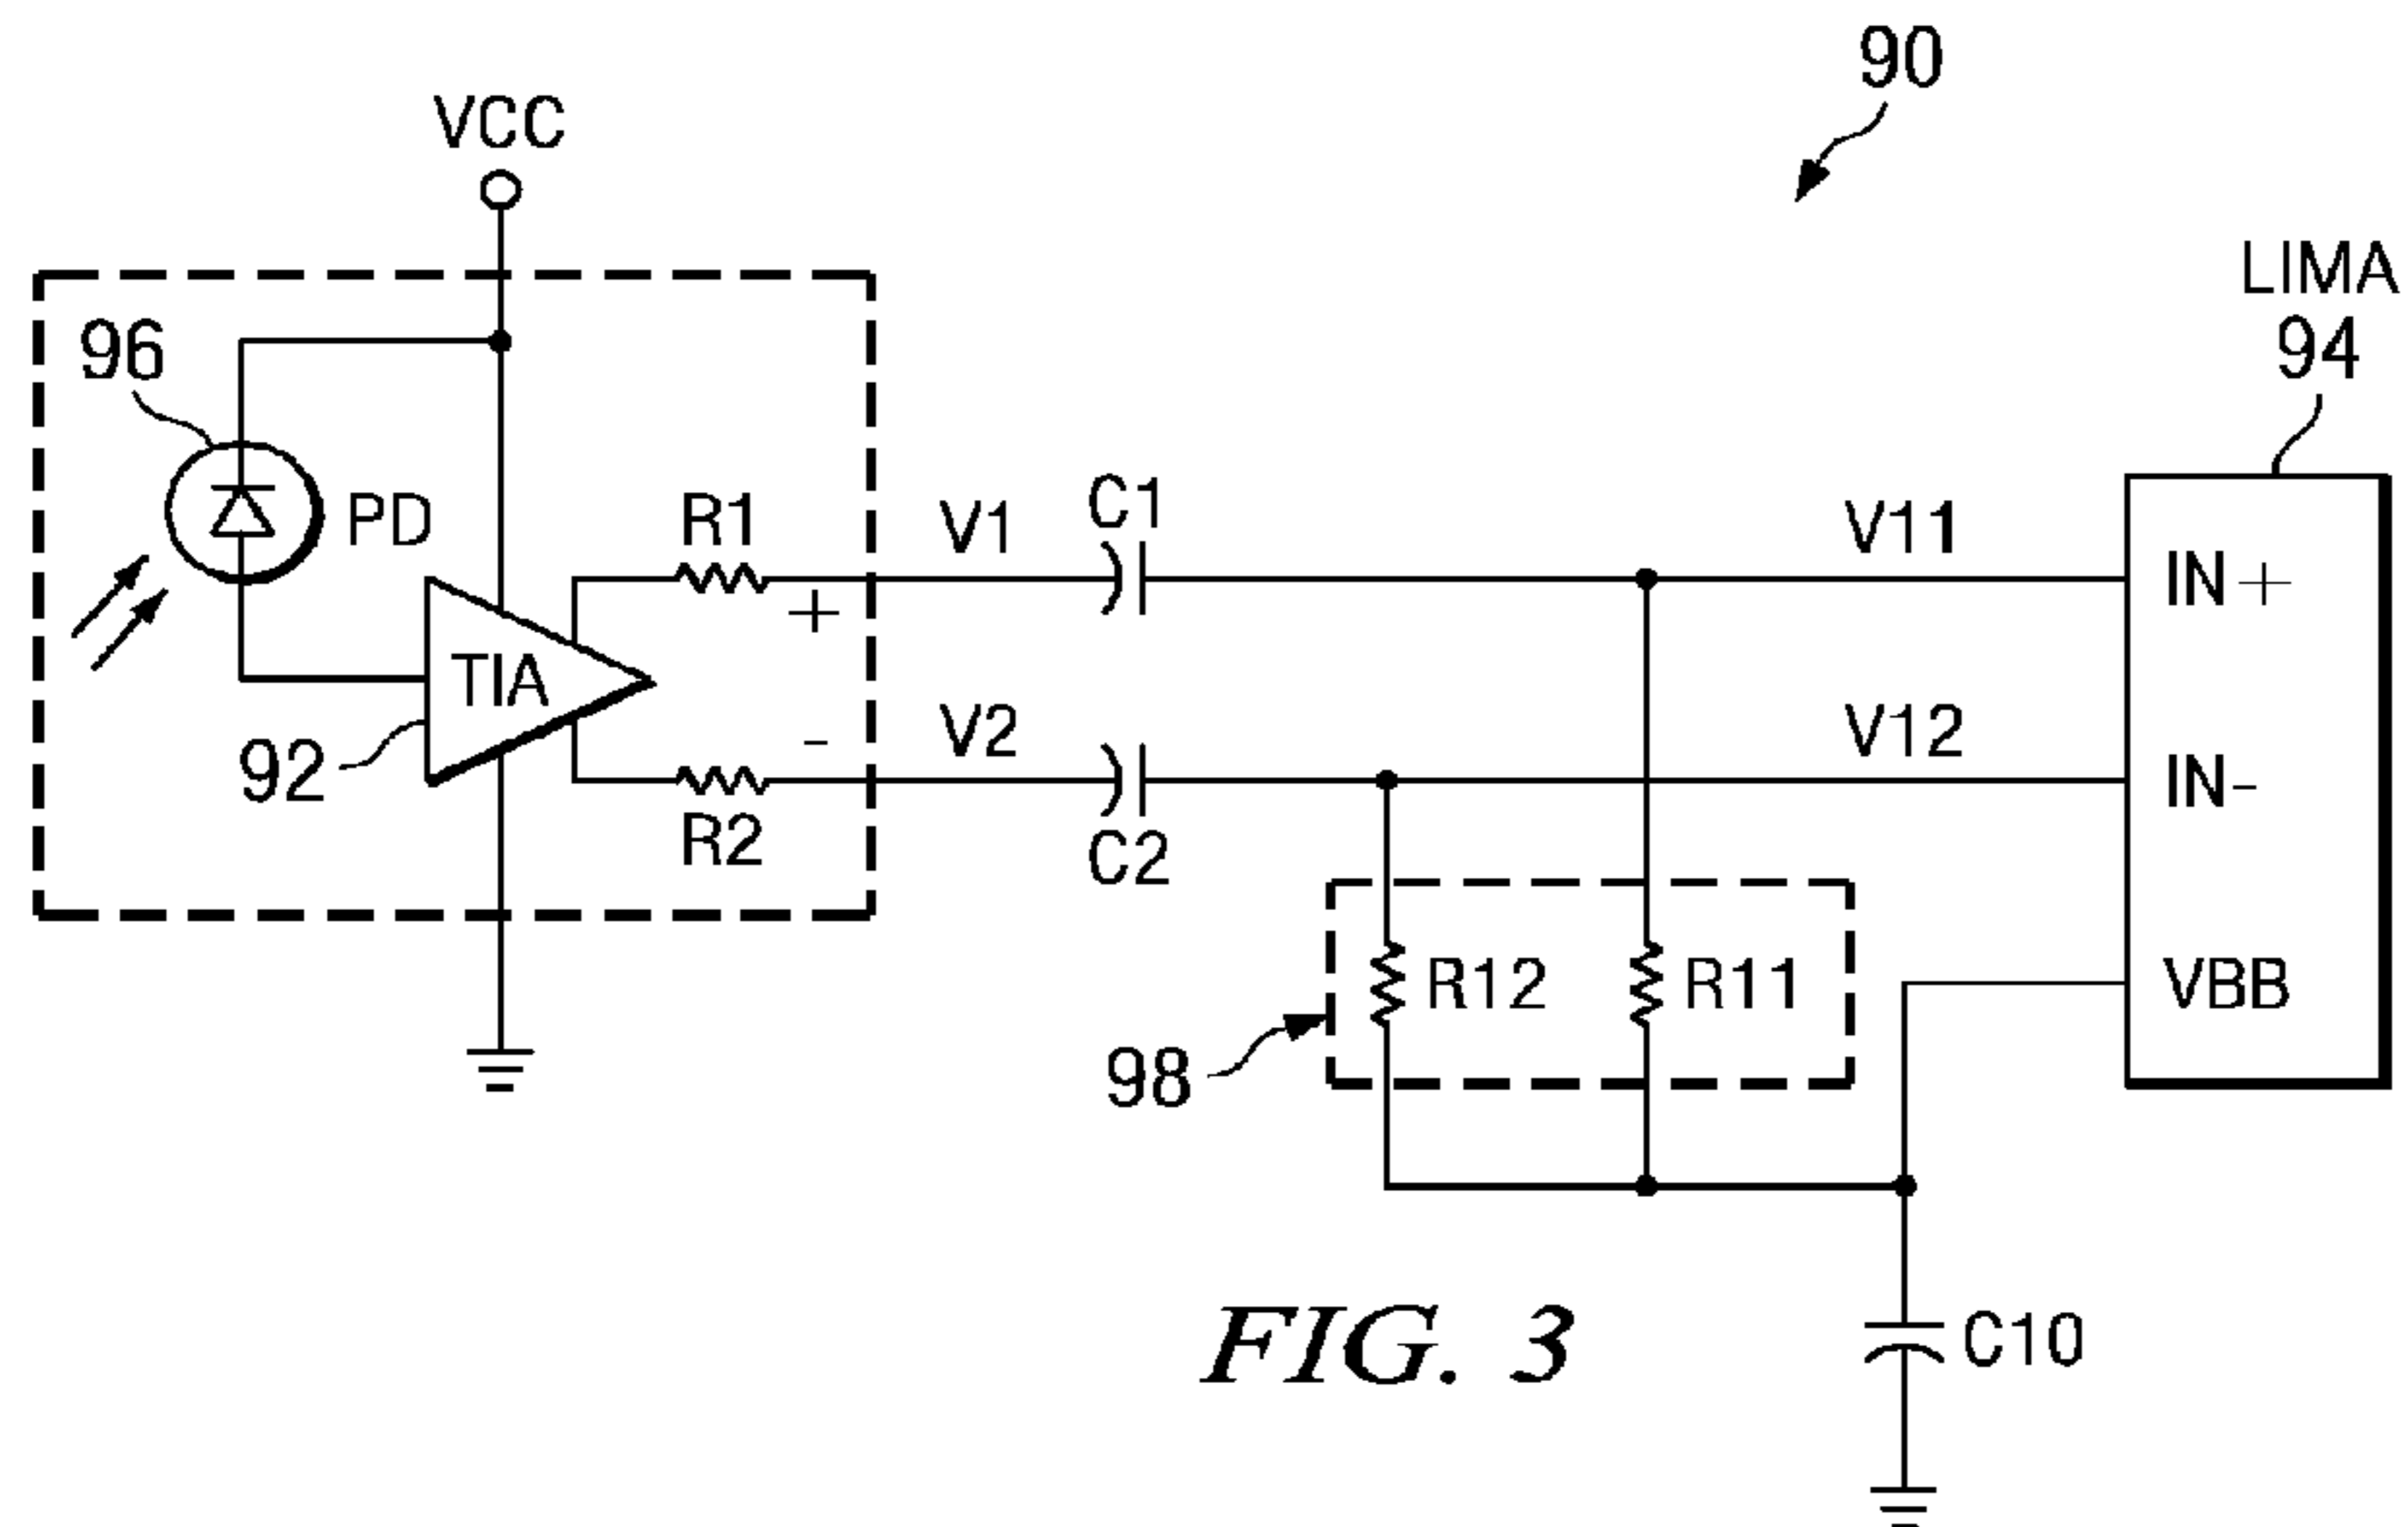 90
VCC
LIMA
94
96
PD
R1
V1
C1
V11
IN+
+
TIA
92
-
R2
V2
C2
V12
IN-
R12
R11
VBB
98
C10
FIG. 3